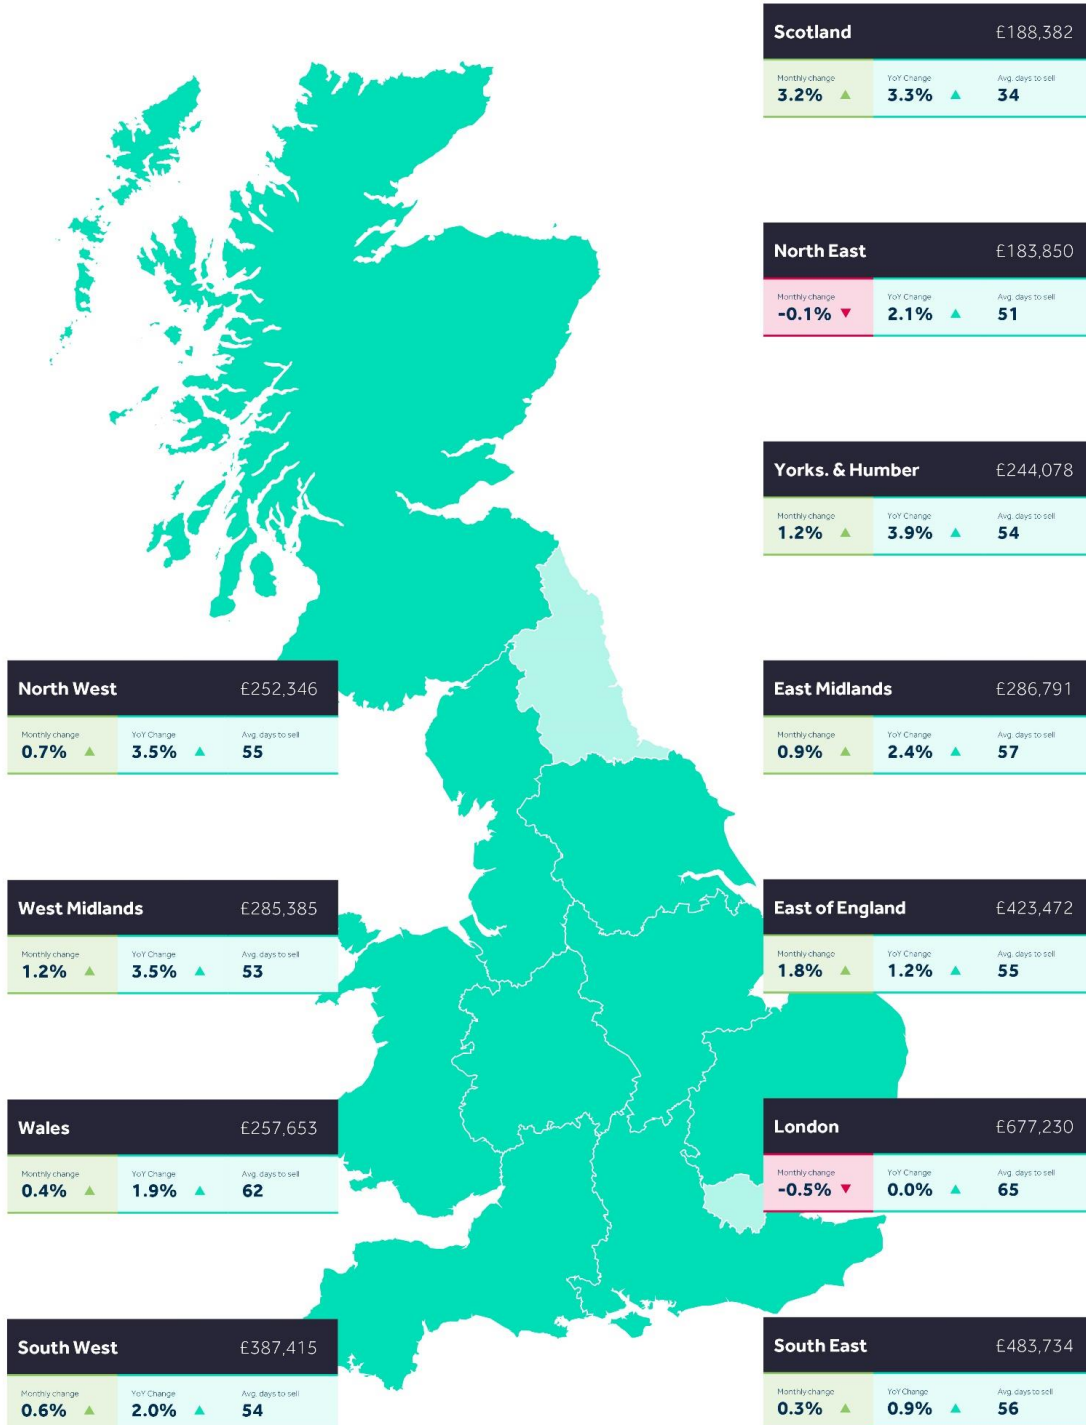 Scotland £188,382
Monthly change YoY Change Avg. days to sell
3.2% 3.3% 34
North East £183,850
Monthly change YoY Change Avg. days to sell
-0.1% 2.1% 51
Yorks. & Humber £244,078
Monthly change YoY Change Avg. days to sell
1.2% 3.9% 54
North West £252,346
Monthly change YoY Change Avg. days to sell
0.7% 3.5% 55
East Midlands £286,791
Monthly change YoY Change Avg. days to sell
0.9% 2.4% 57
West Midlands £285,385
Monthly change YoY Change Avg. days to sell
1.2% 3.5% 53
East of England £423,472
Monthly change YoY Change Avg. days to sell
1.8% 1.2% 55
Wales £257,653
Monthly change YoY Change Avg. days to sell
0.4% 1.9% 62
London £677,230
Monthly change YoY Change Avg. days to sell
-0.5% 0.0% 65
South West £387,415
Monthly change YoY Change Avg. days to sell
0.6% 2.0% 54
South East £483,734
Monthly change YoY Change Avg. days to sell
0.3% 0.9% 56